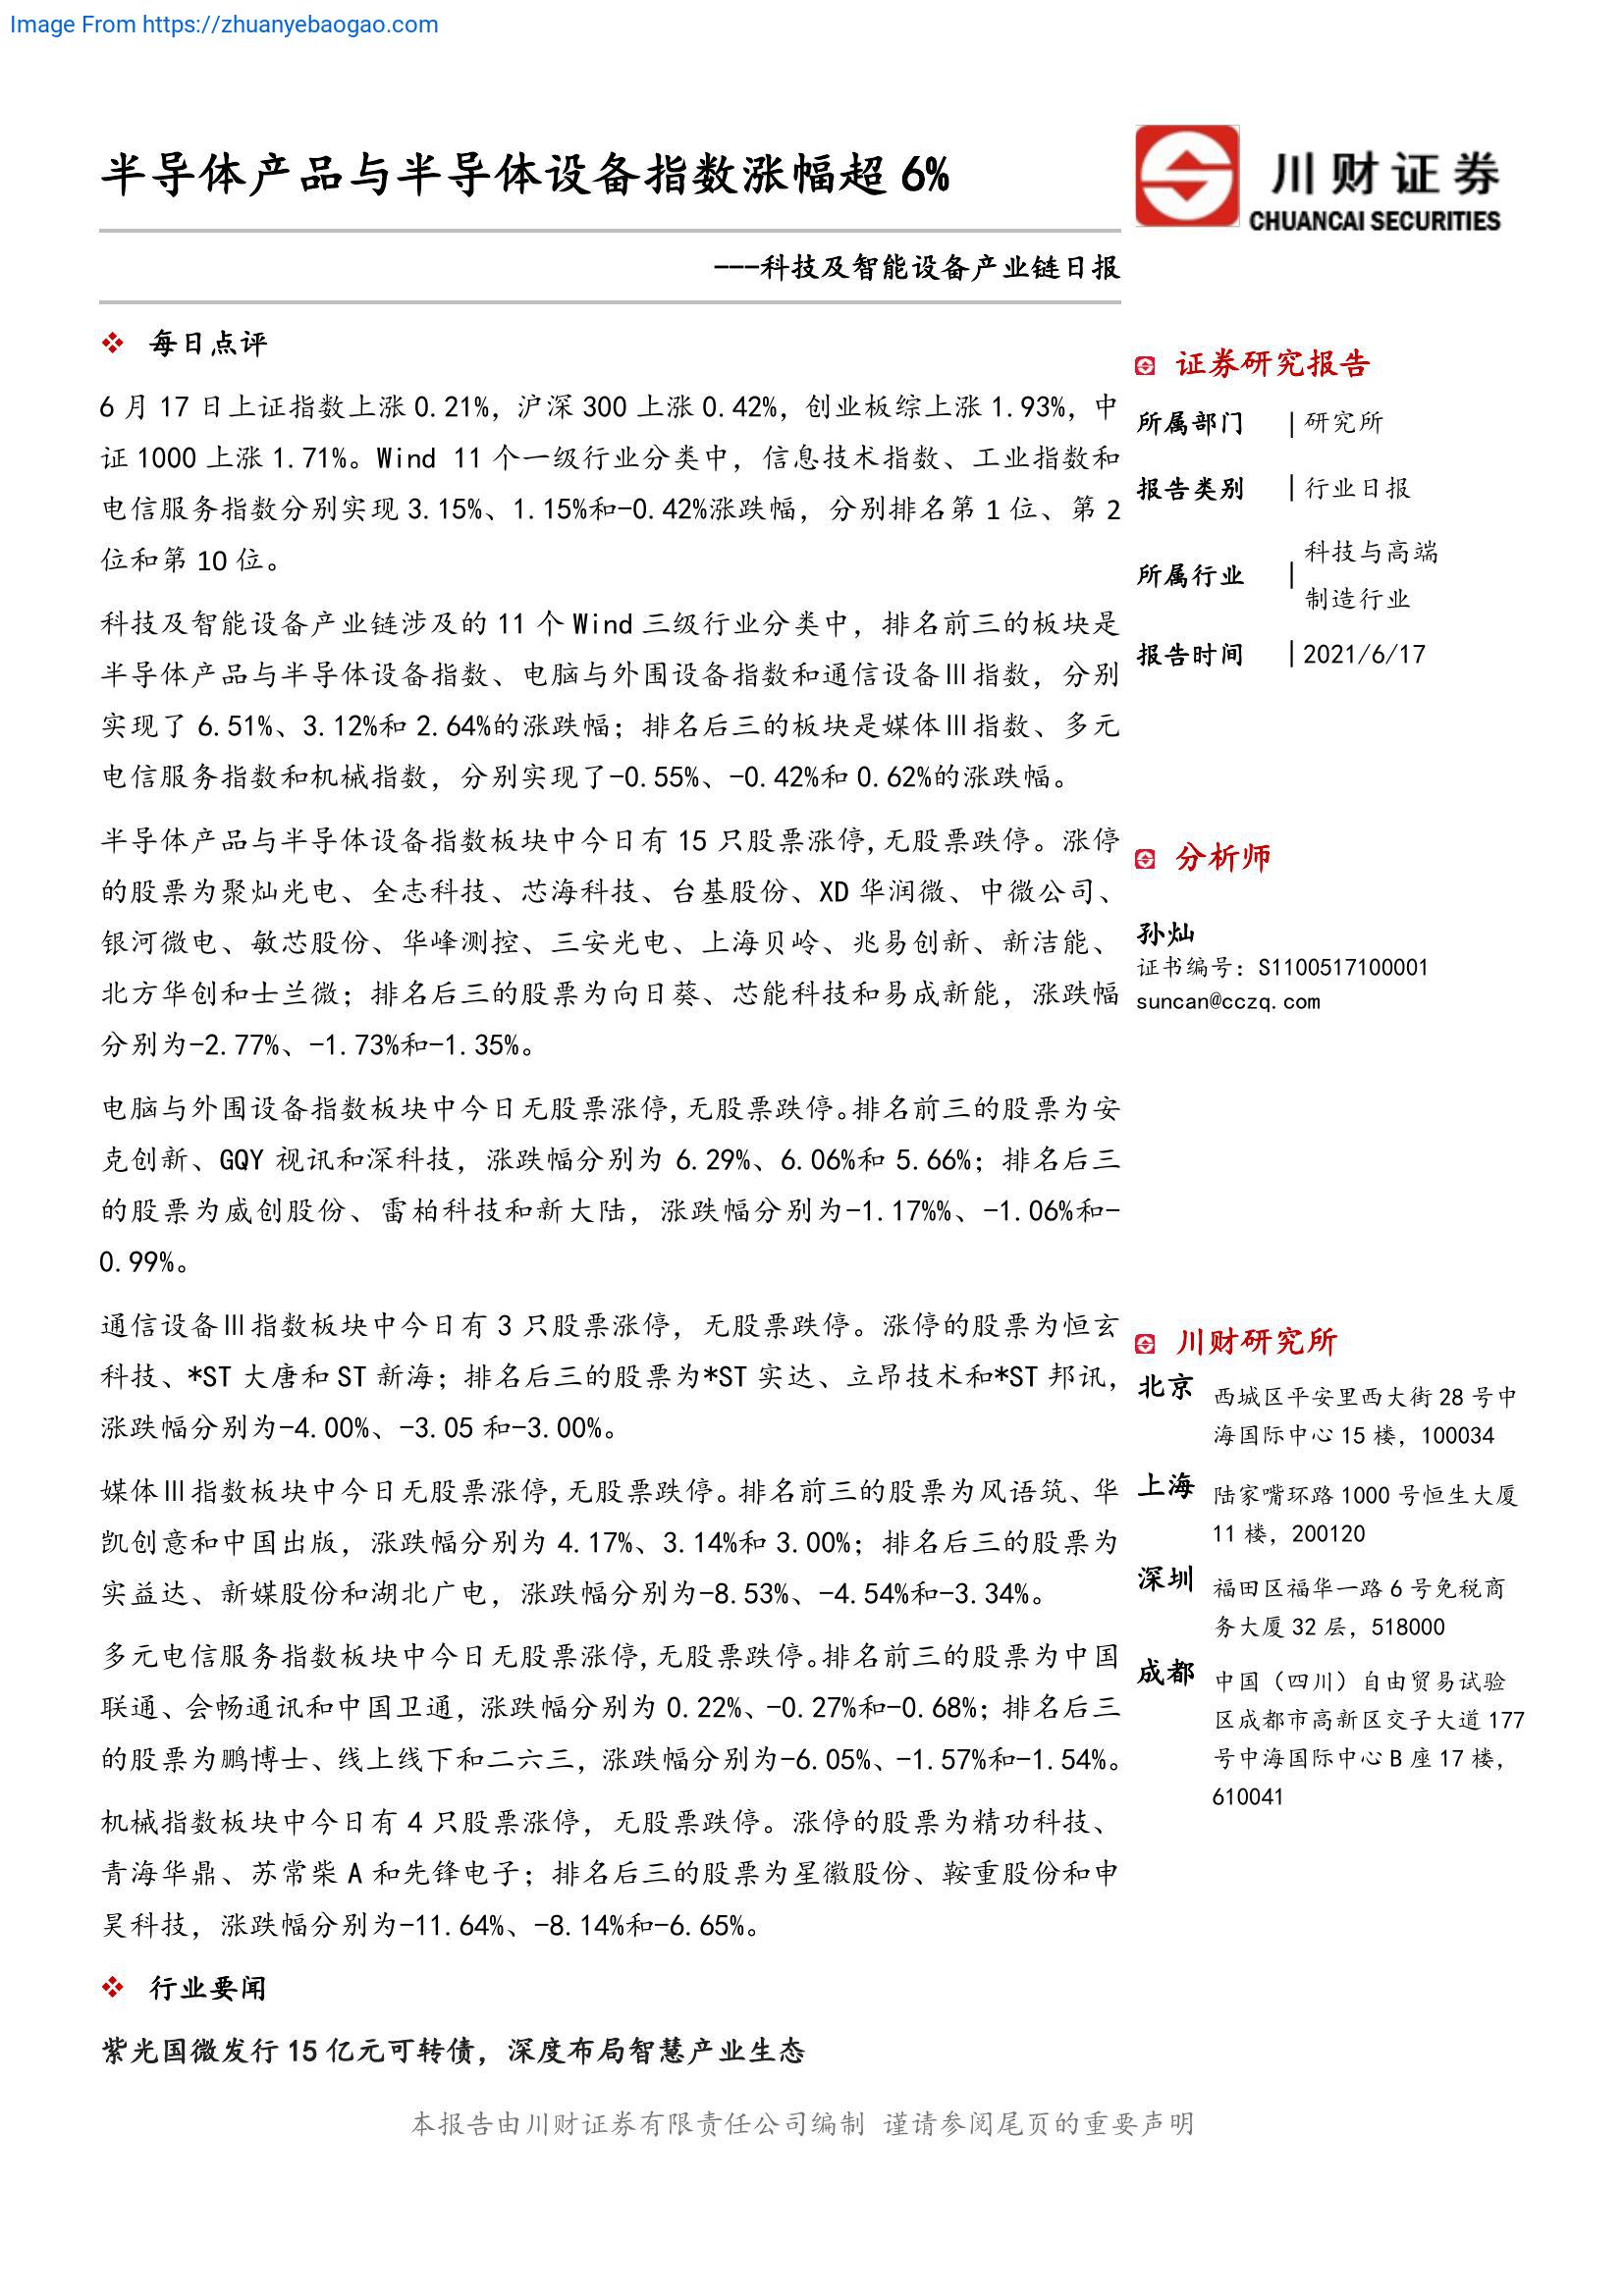 Image From https://zhuanyebaogao.com
半导体产品与半导体设备指数涨幅超 6%
川财证券
CHUANCAI SECURITIES
---科技及智能设备产业链日报
每日点评
6 月 17 日上证指数上涨 0.21%，沪深 300 上涨 0.42%，创业板综上涨 1.93%，中
证 1000 上涨 1.71%。Wind 11 个一级行业分类中，信息技术指数、工业指数和
电信服务指数分别实现 3.15%、1.15%和-0.42%涨跌幅，分别排名第 1 位、第 2
位和第 10 位。
科技及智能设备产业链涉及的 11 个 Wind 三级行业分类中，排名前三的板块是
半导体产品与半导体设备指数、电脑与外围设备指数和通信设备Ⅲ指数，分别
实现了 6.51%、3.12%和 2.64%的涨跌幅；排名后三的板块是媒体Ⅲ指数、多元
电信服务指数和机械指数，分别实现了-0.55%、-0.42%和 0.62%的涨跌幅。
半导体产品与半导体设备指数板块中今日有 15 只股票涨停,无股票跌停。涨停
的股票为聚灿光电、全志科技、芯海科技、台基股份、XD 华润微、中微公司、
银河微电、敏芯股份、华峰测控、三安光电、上海贝岭、兆易创新、新洁能、
北方华创和士兰微；排名后三的股票为向日葵、芯能科技和易成新能，涨跌幅
分别为-2.77%、-1.73%和-1.35%。
电脑与外围设备指数板块中今日无股票涨停,无股票跌停。排名前三的股票为安
克创新、GQY 视讯和深科技，涨跌幅分别为 6.29%、6.06%和 5.66%；排名后三
的股票为威创股份、雷柏科技和新大陆，涨跌幅分别为-1.17%%、-1.06%和-
0.99%。
通信设备Ⅲ指数板块中今日有 3 只股票涨停，无股票跌停。涨停的股票为恒玄
科技、*ST 大唐和 ST 新海；排名后三的股票为*ST 实达、立昂技术和*ST 邦讯，
涨跌幅分别为-4.00%、-3.05 和-3.00%。
媒体Ⅲ指数板块中今日无股票涨停,无股票跌停。排名前三的股票为风语筑、华
凯创意和中国出版，涨跌幅分别为 4.17%、3.14%和 3.00%；排名后三的股票为
实益达、新媒股份和湖北广电，涨跌幅分别为-8.53%、-4.54%和-3.34%。
多元电信服务指数板块中今日无股票涨停,无股票跌停。排名前三的股票为中国
联通、会畅通讯和中国卫通，涨跌幅分别为 0.22%、-0.27%和-0.68%；排名后三
的股票为鹏博士、线上线下和二六三，涨跌幅分别为-6.05%、-1.57%和-1.54%。
机械指数板块中今日有 4 只股票涨停，无股票跌停。涨停的股票为精功科技、
青海华鼎、苏常柴 A 和先锋电子；排名后三的股票为星徽股份、鞍重股份和申
昊科技，涨跌幅分别为-11.64%、-8.14%和-6.65%。
行业要闻
紫光国微发行 15 亿元可转债，深度布局智慧产业生态
证券研究报告
所属部门 | 研究所
报告类别 | 行业日报
所属行业 | 科技与高端
制造行业
报告时间 | 2021/6/17
分析师
孙灿
证书编号：S1100517100001
suncan@cczq.com
川财研究所
北京 西城区平安里西大街 28 号中
海国际中心 15 楼，100034
上海 陆家嘴环路 1000 号恒生大厦
11 楼，200120
深圳 福田区福华一路 6 号免税商
务大厦 32 层，518000
成都 中国（四川）自由贸易试验
区成都市高新区交子大道 177
号中海国际中心 B 座 17 楼，
610041
本报告由川财证券有限责任公司编制 谨请参阅尾页的重要声明